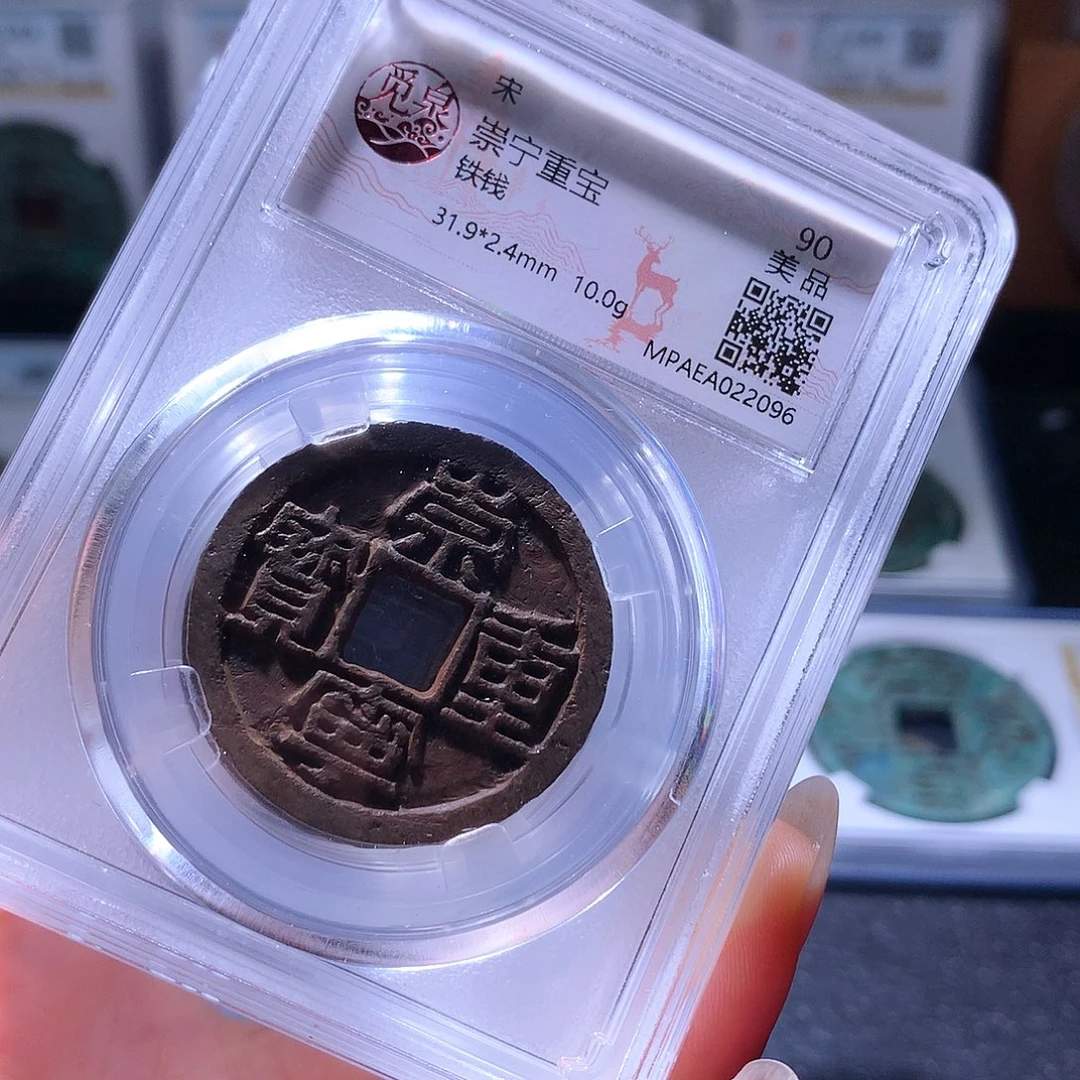 觅泉
宋
崇宁重宝
铁钱
31.9*2.4mm 10.0g
90
美品
MPAEA022096
崇
重
寧
寶